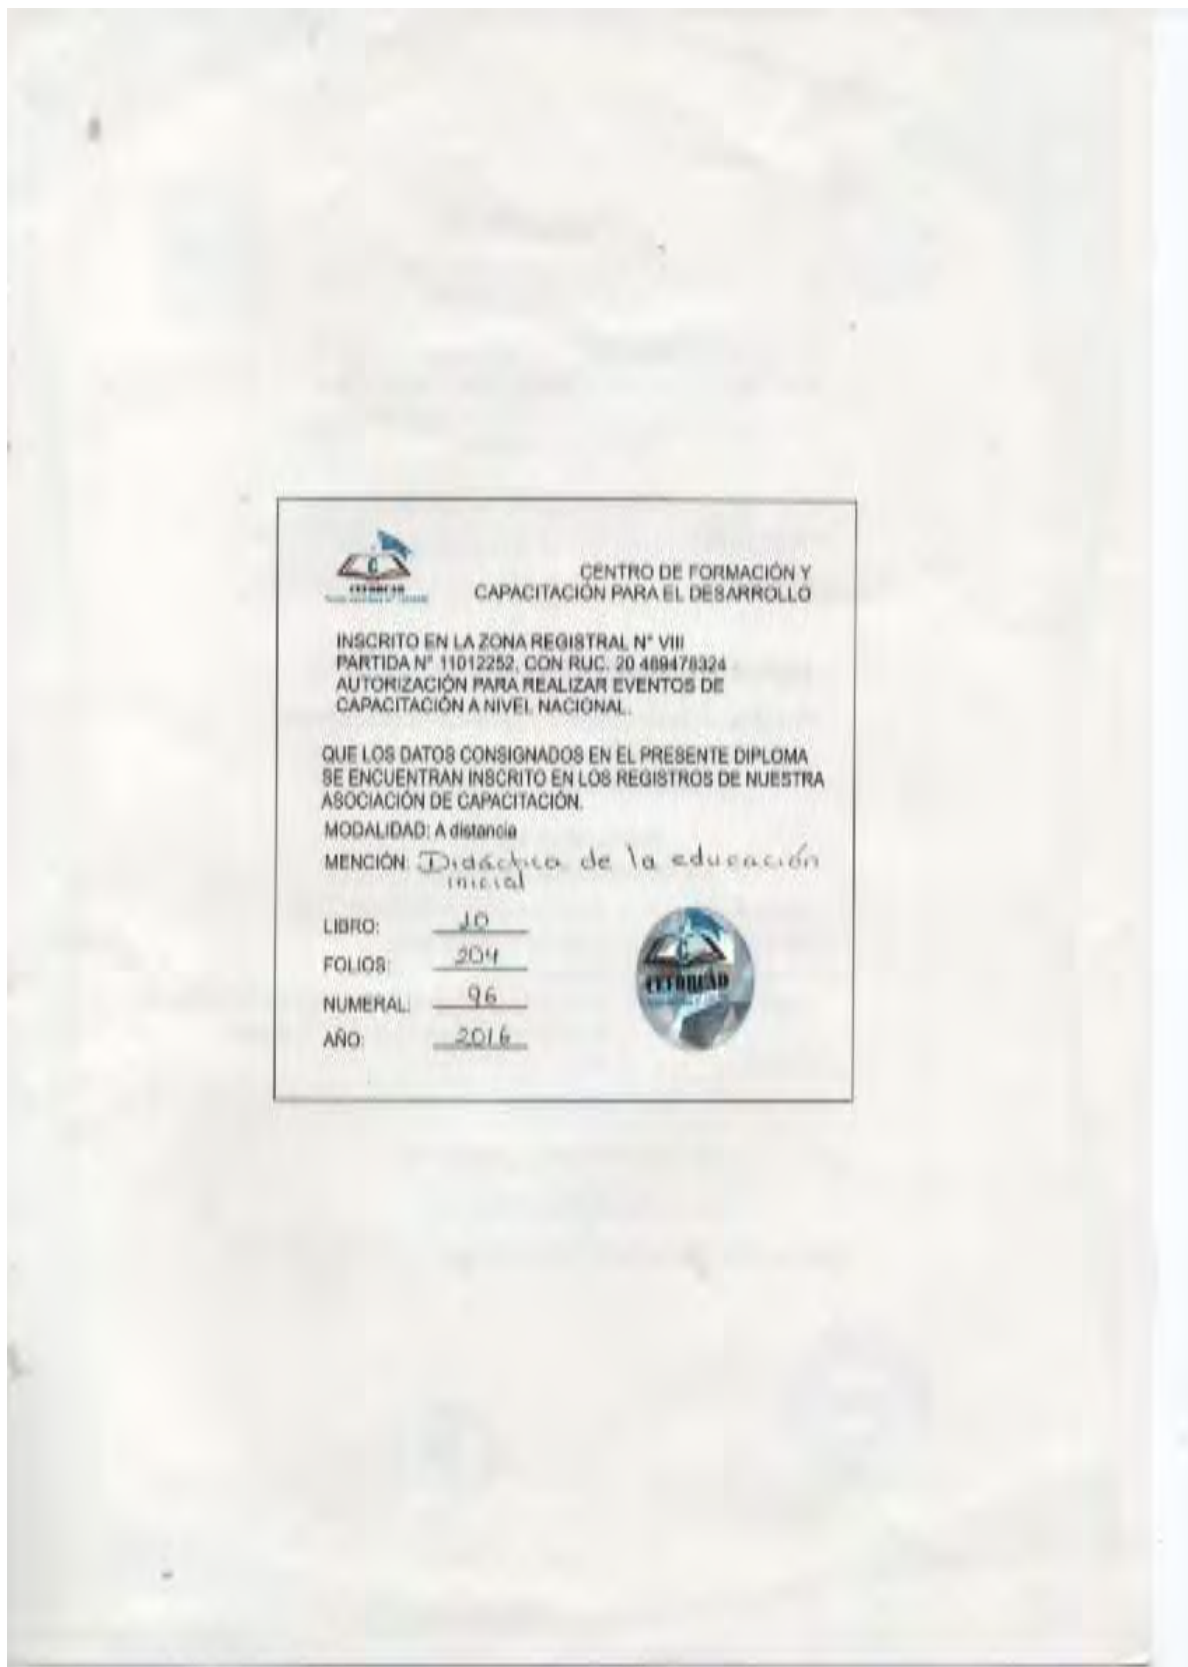 CENTRO DE FORMACIÓN Y
CAPACITACIÓN PARA EL DESARROLLO
INSCRITO EN LA ZONA REGISTRAL N° VIII
PARTIDA N° 11012252, CON RUC. 20 489478324
AUTORIZACIÓN PARA REALIZAR EVENTOS DE
CAPACITACIÓN A NIVEL NACIONAL.
QUE LOS DATOS CONSIGNADOS EN EL PRESENTE DIPLOMA
SE ENCUENTRAN INSCRITO EN LOS REGISTROS DE NUESTRA
ASOCIACIÓN DE CAPACITACIÓN.
MODALIDAD: A distancia
MENCIÓN: Didáctica de la educación
inicial
LIBRO: 10
FOLIOS: 204
NUMERAL: 96
AÑO: 2016